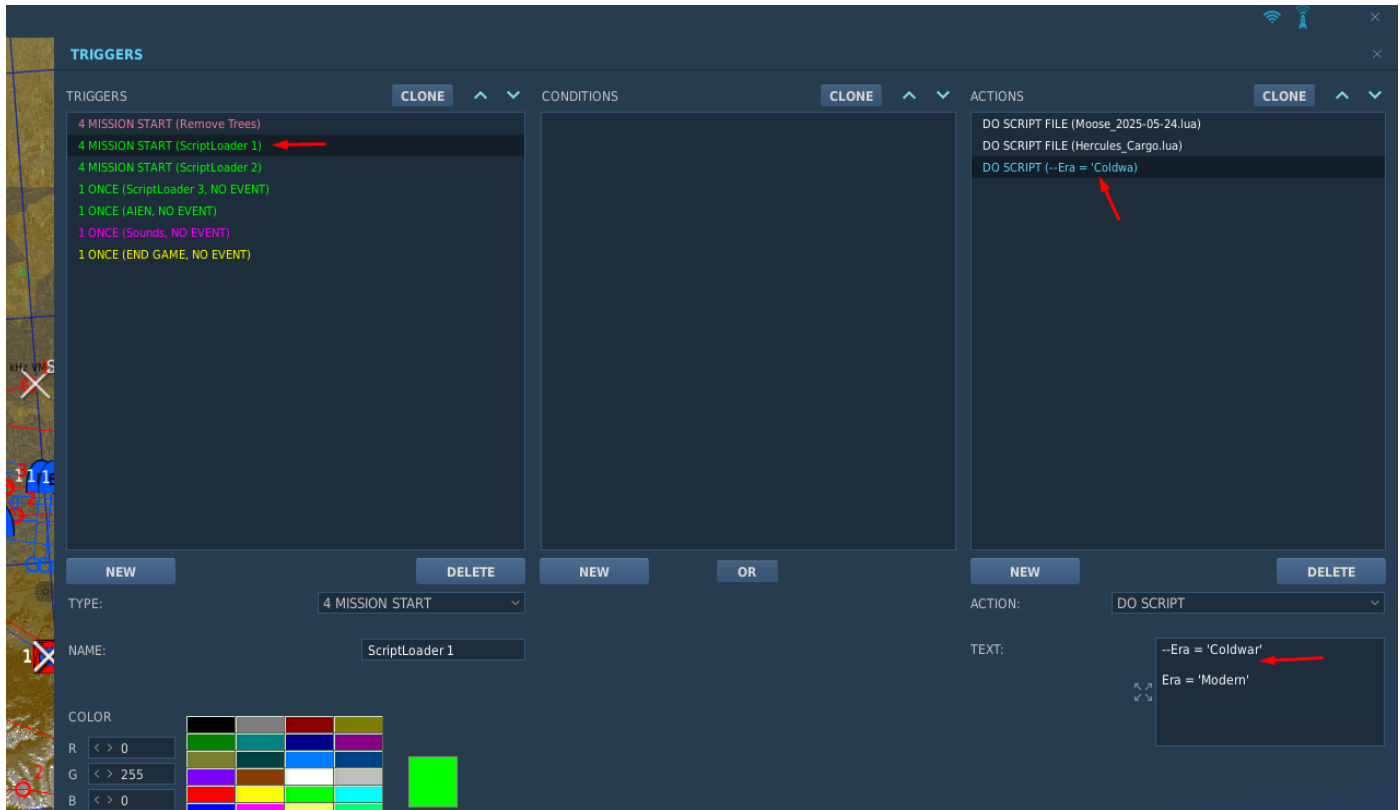 TRIGGERS
TRIGGERS CLONE CONDITIONS CLONE ACTIONS CLONE
4 MISSION START (Remove Trees)
4 MISSION START (ScriptLoader 1)
4 MISSION START (ScriptLoader 2)
1 ONCE (ScriptLoader 3, NO EVENT)
1 ONCE (AIEN, NO EVENT)
1 ONCE (Sounds, NO EVENT)
1 ONCE (END GAME, NO EVENT)
DO SCRIPT FILE (Moose_2025-05-24.lua)
DO SCRIPT FILE (Hercules_Cargo.lua)
DO SCRIPT (--Era = 'Coldwa)
kHz VM
NEW DELETE NEW OR NEW DELETE
TYPE: 4 MISSION START
ACTION: DO SCRIPT
NAME: ScriptLoader 1
TEXT: --Era = 'Coldwar'
Era = 'Modern'
COLOR
R < > 0
G < > 255
B < > 0